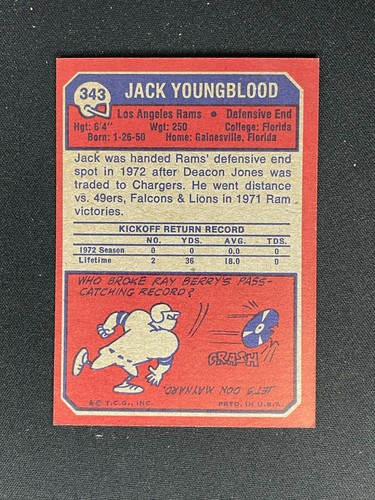 343
JACK YOUNGBLOOD
Los Angeles Rams • Defensive End
Hgt: 6'4" Wgt: 250 College: Florida
Born: 1-26-50 Home: Gainesville, Florida
Jack was handed Rams' defensive end
spot in 1972 after Deacon Jones was
traded to Chargers. He went distance
vs. 49ers, Falcons & Lions in 1971 Ram
victories.
KICKOFF RETURN RECORD
NO. YDS. AVG. TDS.
1972 Season 0 0 0.0 0
Lifetime 2 36 18.0 0
WHO BROKE RAY BERRY'S PASS-
CATCHING RECORD?
CRASH
JETS DON MAYNARD.
© T.C.G., INC. PRTD. IN U.S.A.